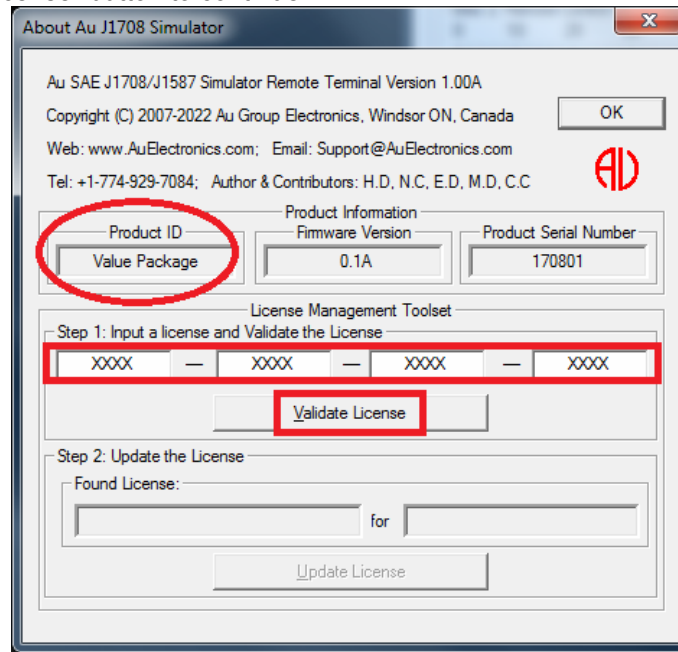 About Au J1708 Simulator
Au SAE J1708/J1587 Simulator Remote Terminal Version 1.00A
Copyright (C) 2007-2022 Au Group Electronics, Windsor ON, Canada
OK
Web: www.AuElectronics.com; Email: Support@AuElectronics.com
Tel: +1-774-929-7084; Author & Contributors: H.D, N.C, E.D, M.D, C.C
Product Information
Product ID Firmware Version Product Serial Number
Value Package 0.1A 170801
License Management Toolset
Step 1: Input a license and Validate the License
XXXX — XXXX — XXXX — XXXX
Validate License
Step 2: Update the License
Found License:
for
Update License